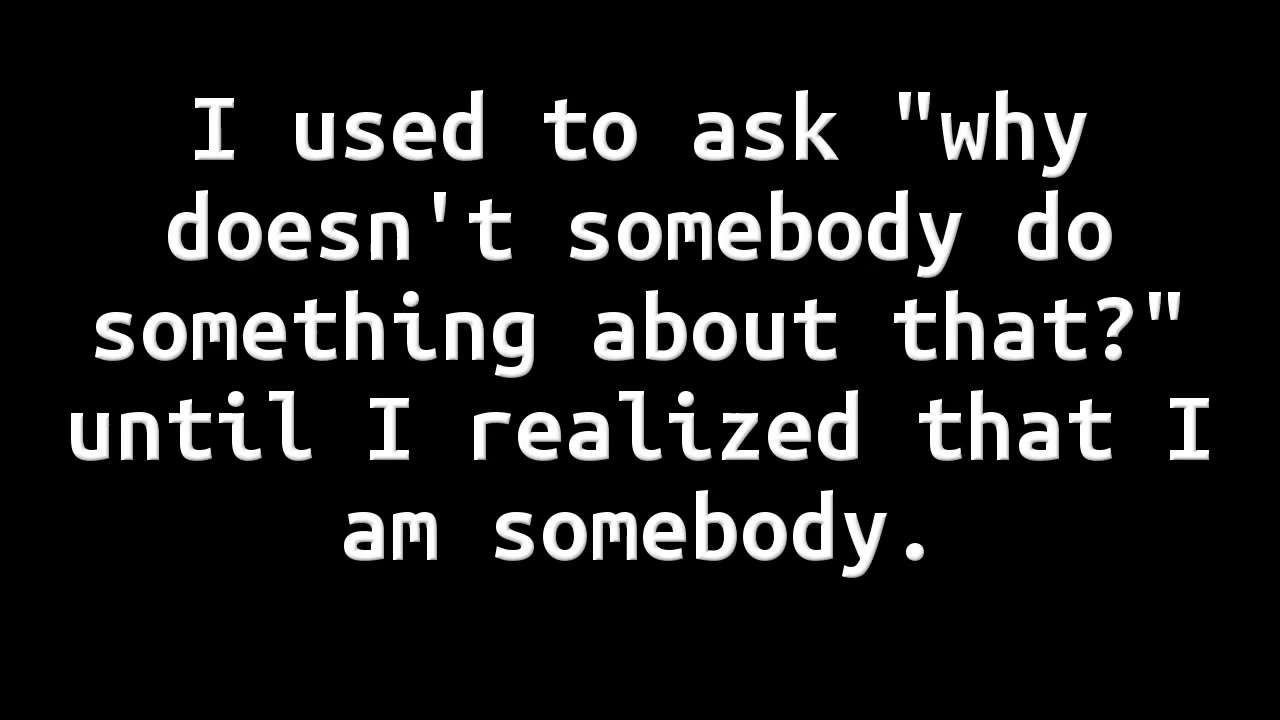 I used to ask "why
doesn't somebody do
something about that?"
until I realized that I
am somebody.